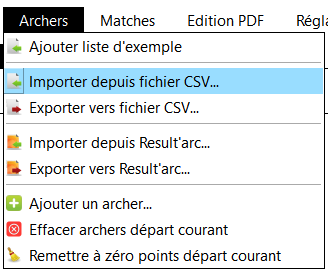 Archers Matches Edition PDF Régla
Ajouter liste d'exemple
Importer depuis fichier CSV...
Exporter vers fichier CSV...
Importer depuis Result'arc...
Exporter vers Result'arc...
Ajouter un archer...
Effacer archers départ courant
Remettre à zéro points départ courant